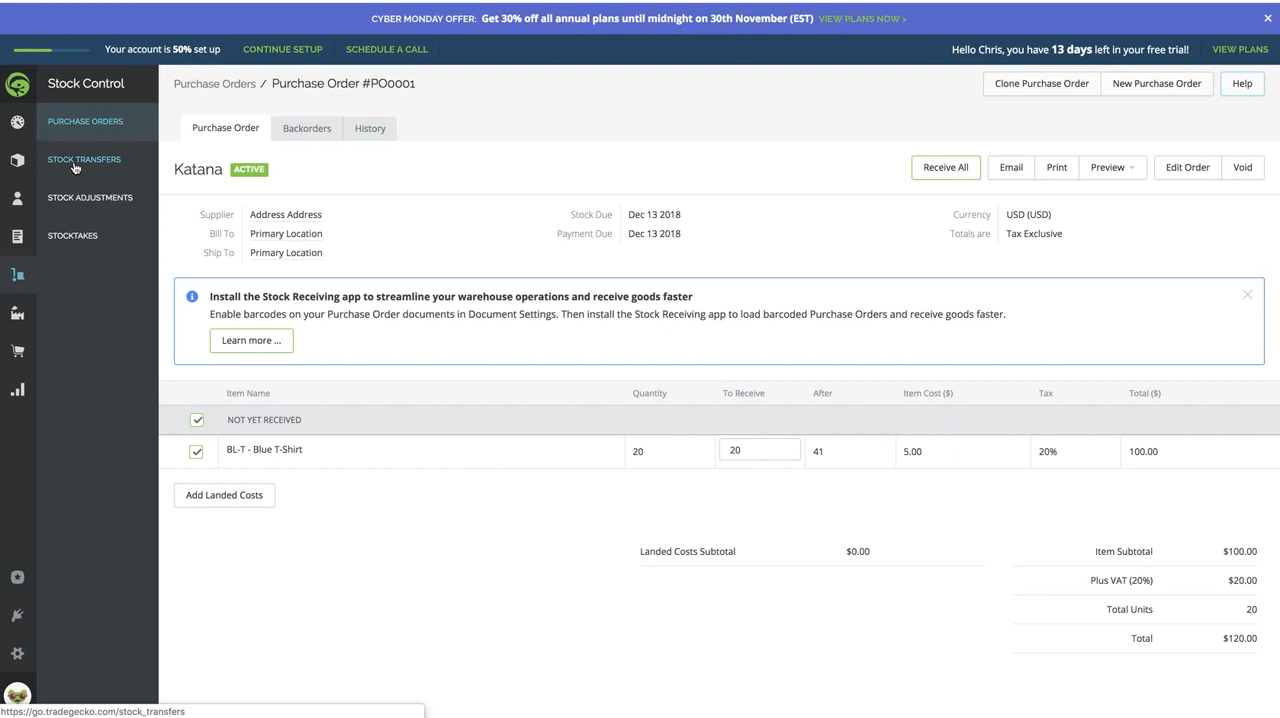 CYBER MONDAY OFFER: Get 30% off all annual plans until midnight on 30th November (EST) VIEW PLANS NOW >
Your account is 50% set up CONTINUE SETUP SCHEDULE A CALL Hello Chris, you have 13 days left in your free trial! VIEW PLANS
Stock Control Purchase Orders / Purchase Order #PO0001 Clone Purchase Order New Purchase Order Help
PURCHASE ORDERS
STOCK TRANSFERS
STOCK ADJUSTMENTS
STOCKTAKES
Purchase Order Backorders History
Katana ACTIVE Receive All Email Print Preview Edit Order Void
Supplier Address Address Stock Due Dec 13 2018 Currency USD (USD)
Bill To Primary Location Payment Due Dec 13 2018 Totals are Tax Exclusive
Ship To Primary Location
Install the Stock Receiving app to streamline your warehouse operations and receive goods faster
Enable barcodes on your Purchase Order documents in Document Settings. Then install the Stock Receiving app to load barcoded Purchase Orders and receive goods faster.
Learn more ...
Item Name Quantity To Receive After Item Cost ($) Tax Total ($)
NOT YET RECEIVED
BL-T - Blue T-Shirt 20 20 41 5.00 20% 100.00
Add Landed Costs
Landed Costs Subtotal $0.00 Item Subtotal $100.00
Plus VAT (20%) $20.00
Total Units 20
Total $120.00
https://go.tradegecko.com/stock_transfers